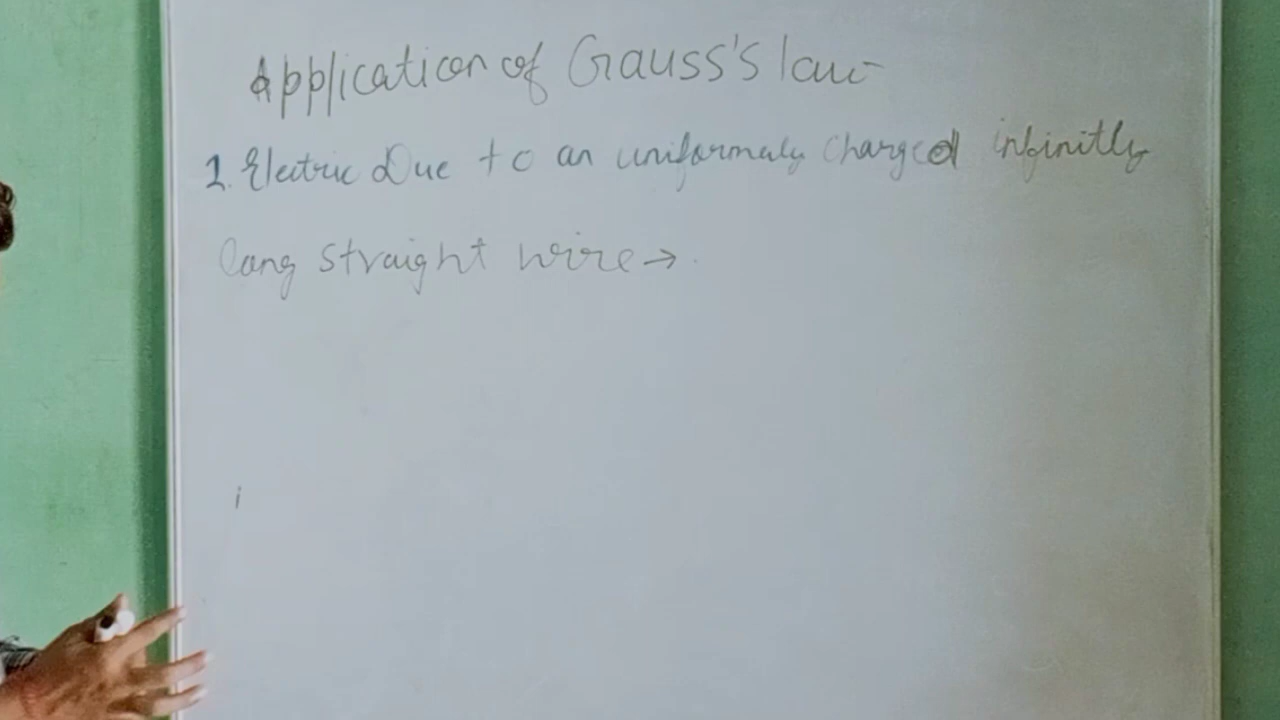 Application of Gauss's law
1. Electric Due to an uniformaly charged infinitly
long straight wire →
i